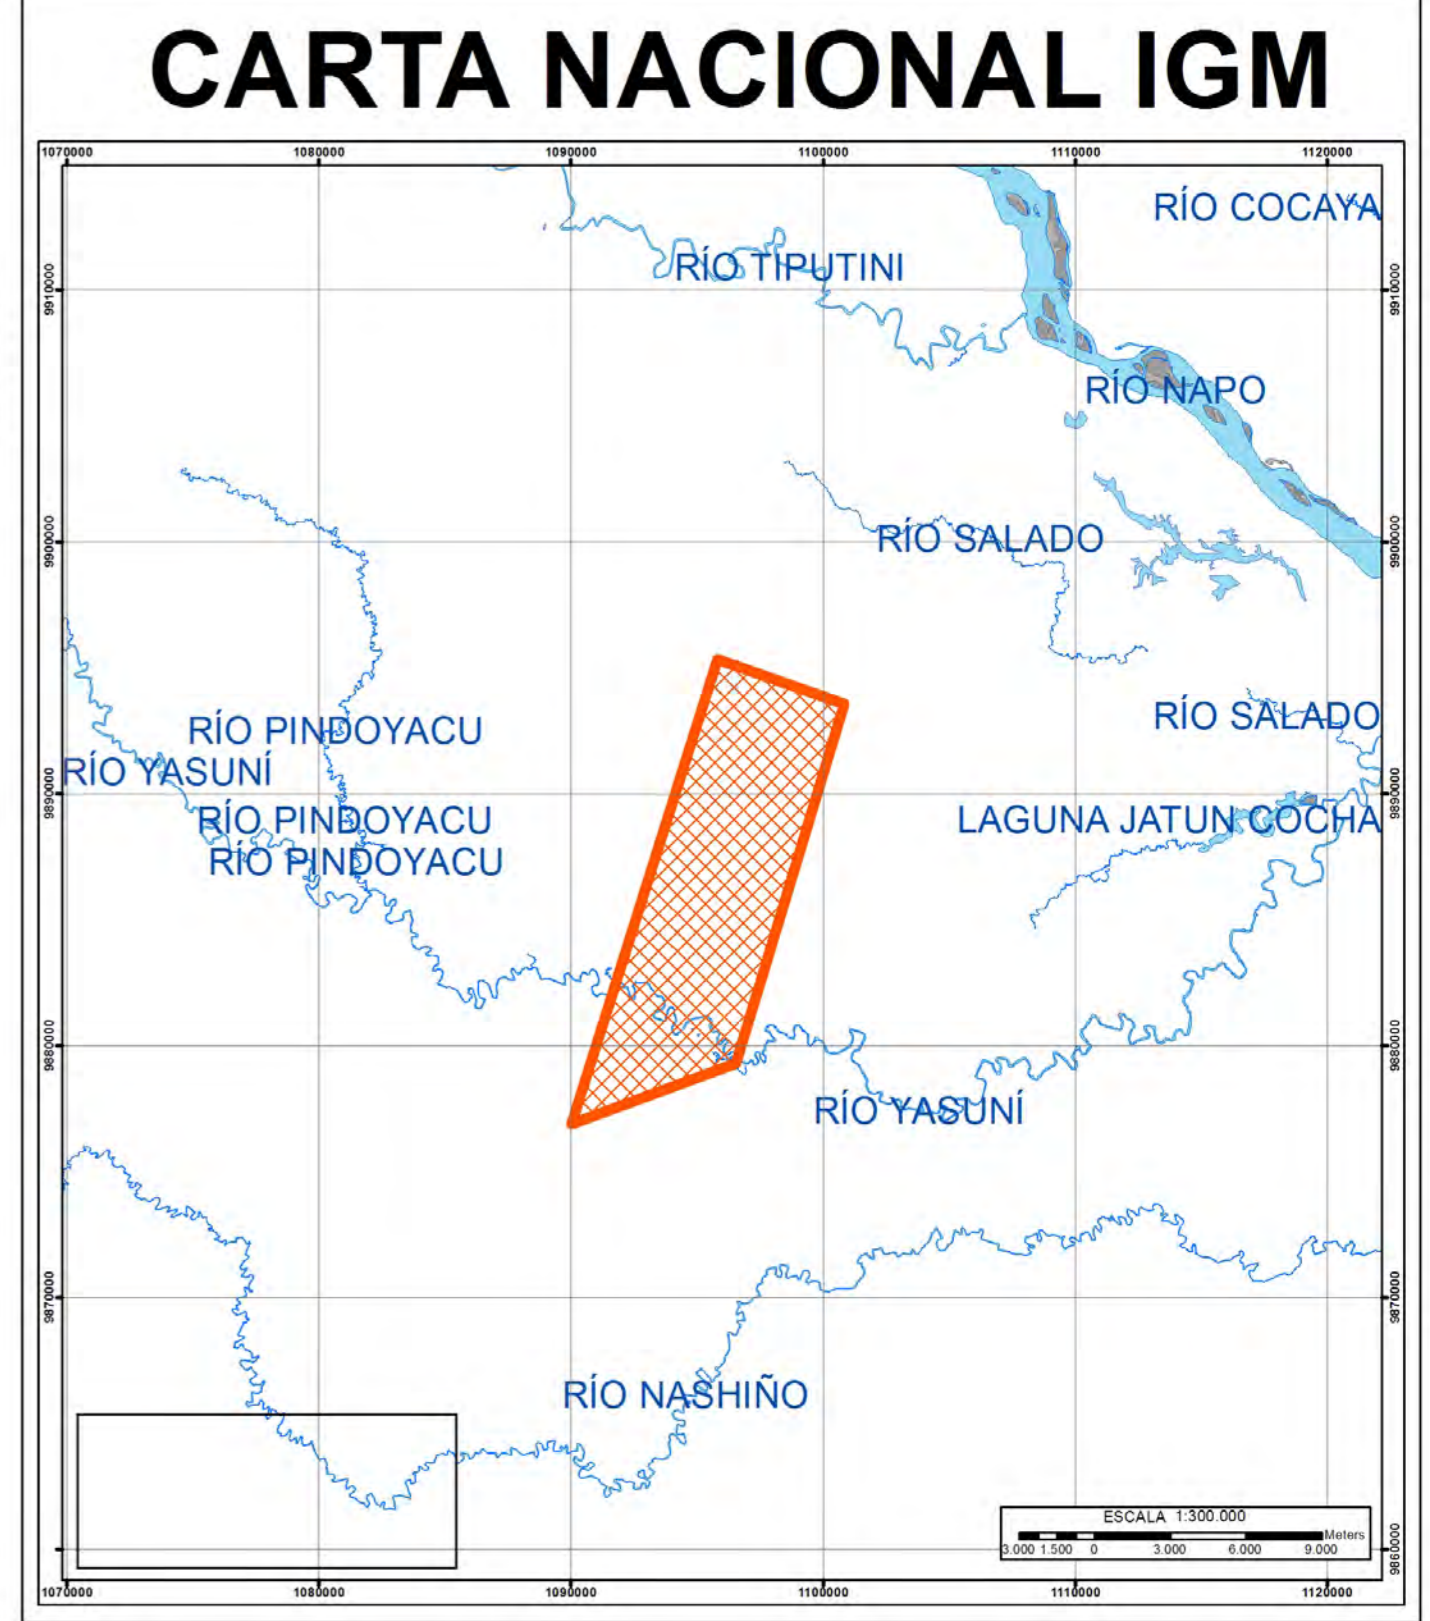 CARTA NACIONAL IGM
1070000 1080000 1090000 1100000 1110000 1120000
RÍO COCAYA
RÍO TIPUTINI
9910000 9910000
RÍO NAPO
RÍO SALADO
9900000 9900000
RÍO SALADO
RÍO PINDOYACU
RÍO YASUNÍ
9890000 9890000
RÍO PINDOYACU
LAGUNA JATUN COCHA
RÍO PINDOYACU
9880000 9880000
RÍO YASUNÍ
9870000 9870000
RÍO NASHIÑO
ESCALA 1:300.000
Meters
3.000 1.500 0 3.000 6.000 9.000
9860000
1070000 1080000 1090000 1100000 1110000 1120000